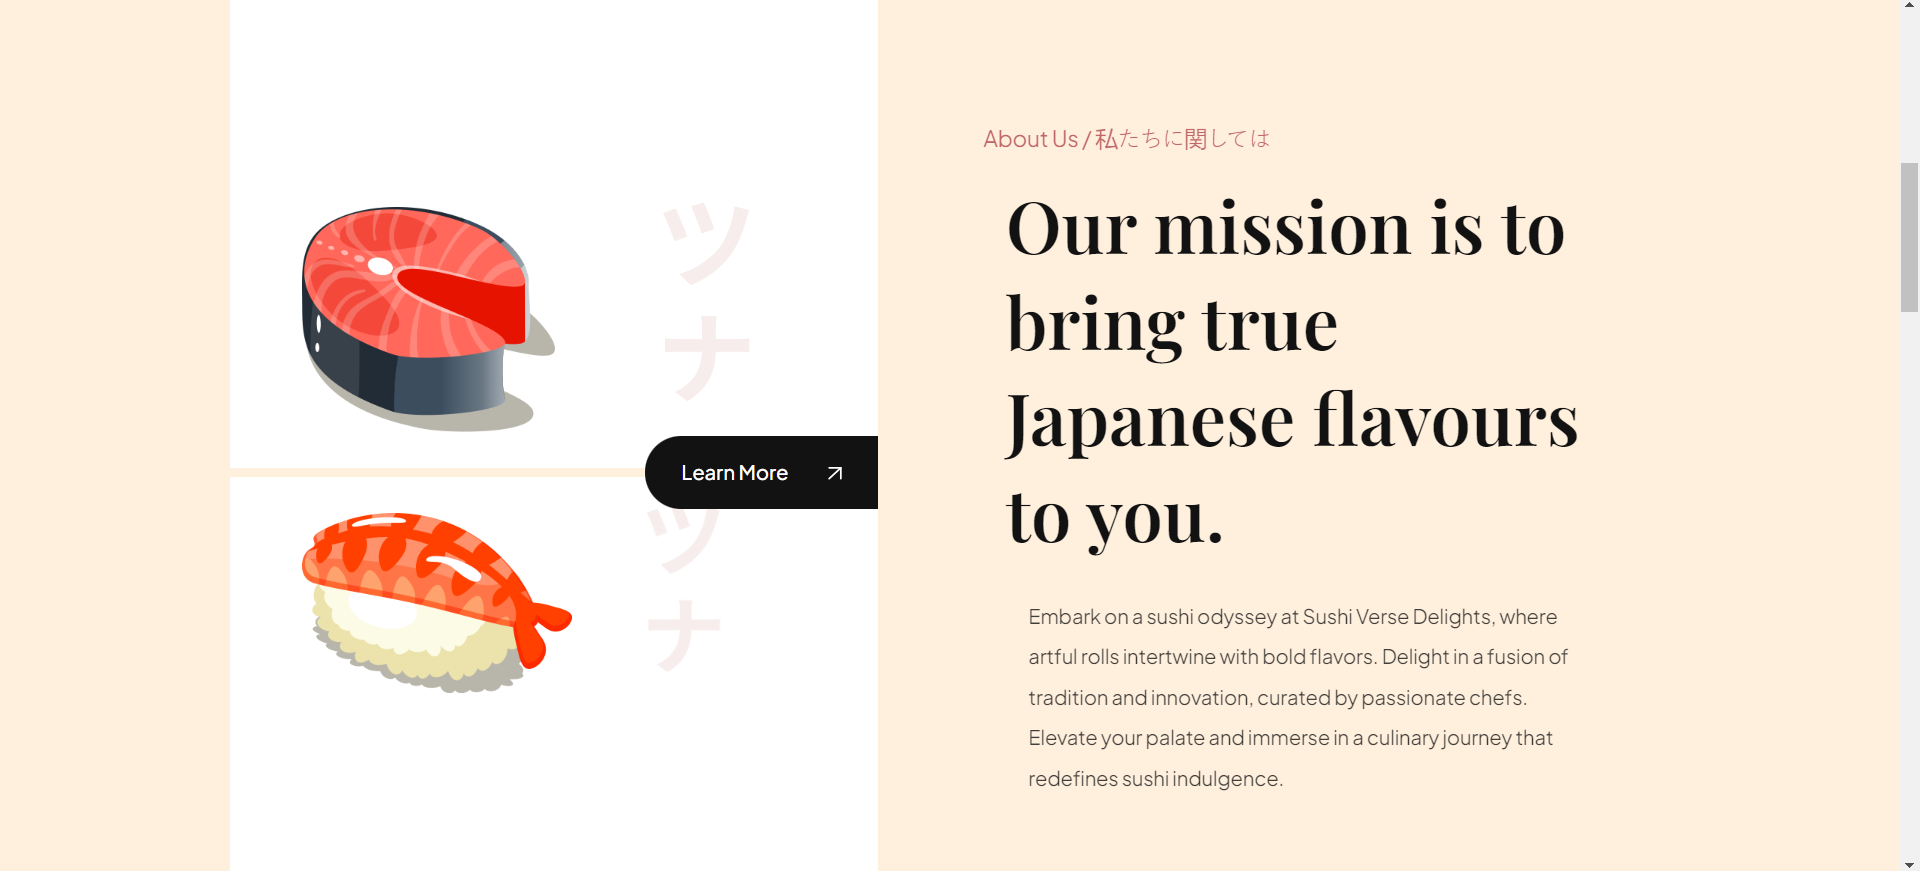 ツ
ナ
Learn More
ツ
ナ
About Us / 私たちに関しては
Our mission is to
bring true
Japanese flavours
to you.
Embark on a sushi odyssey at Sushi Verse Delights, where
artful rolls intertwine with bold flavors. Delight in a fusion of
tradition and innovation, curated by passionate chefs.
Elevate your palate and immerse in a culinary journey that
redefines sushi indulgence.